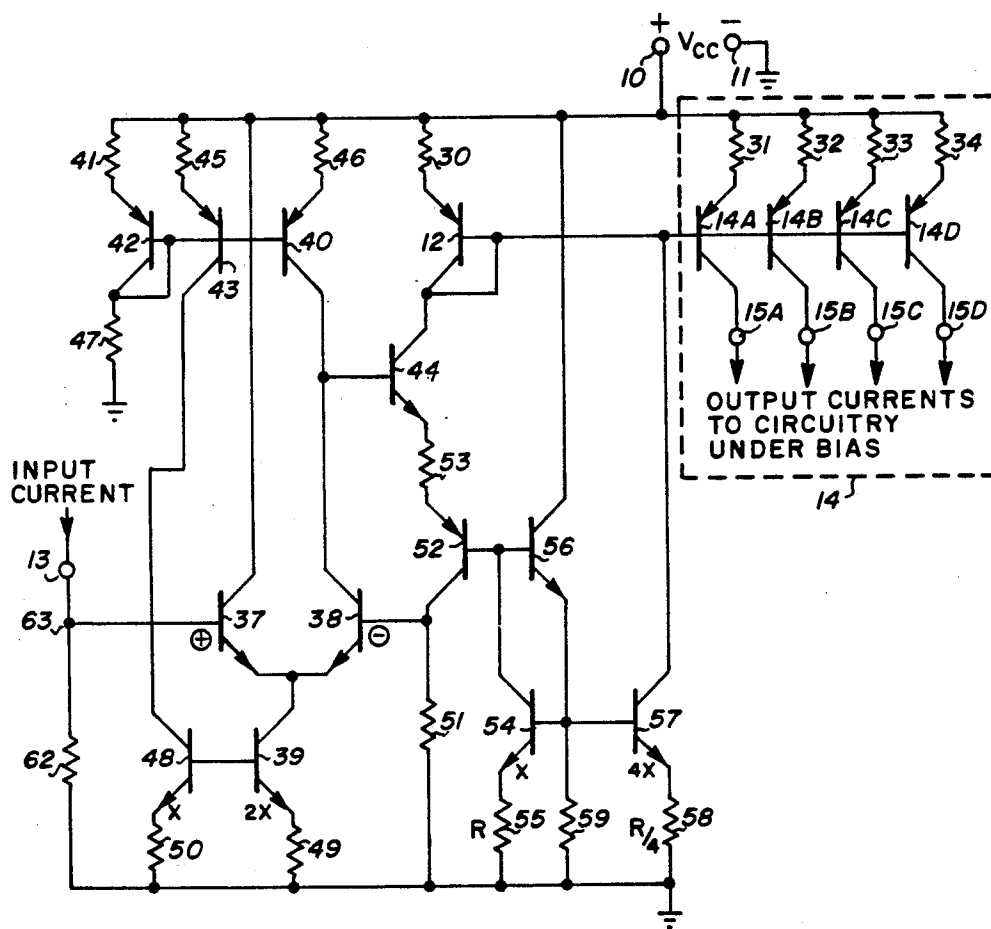 + VCC −
10 11
41 45 46 30 31 32 33 34
42 43 40 12 14A 14B 14C 14D
47 44 15A 15B 15C 15D
OUTPUT CURRENTS
TO CIRCUITRY
UNDER BIAS
14
INPUT
CURRENT
53
13 52 56
63 37 38
+ −
51 54 57
62 48 39 X 4X
X 2X
50 49 R 55 59 R/4 58